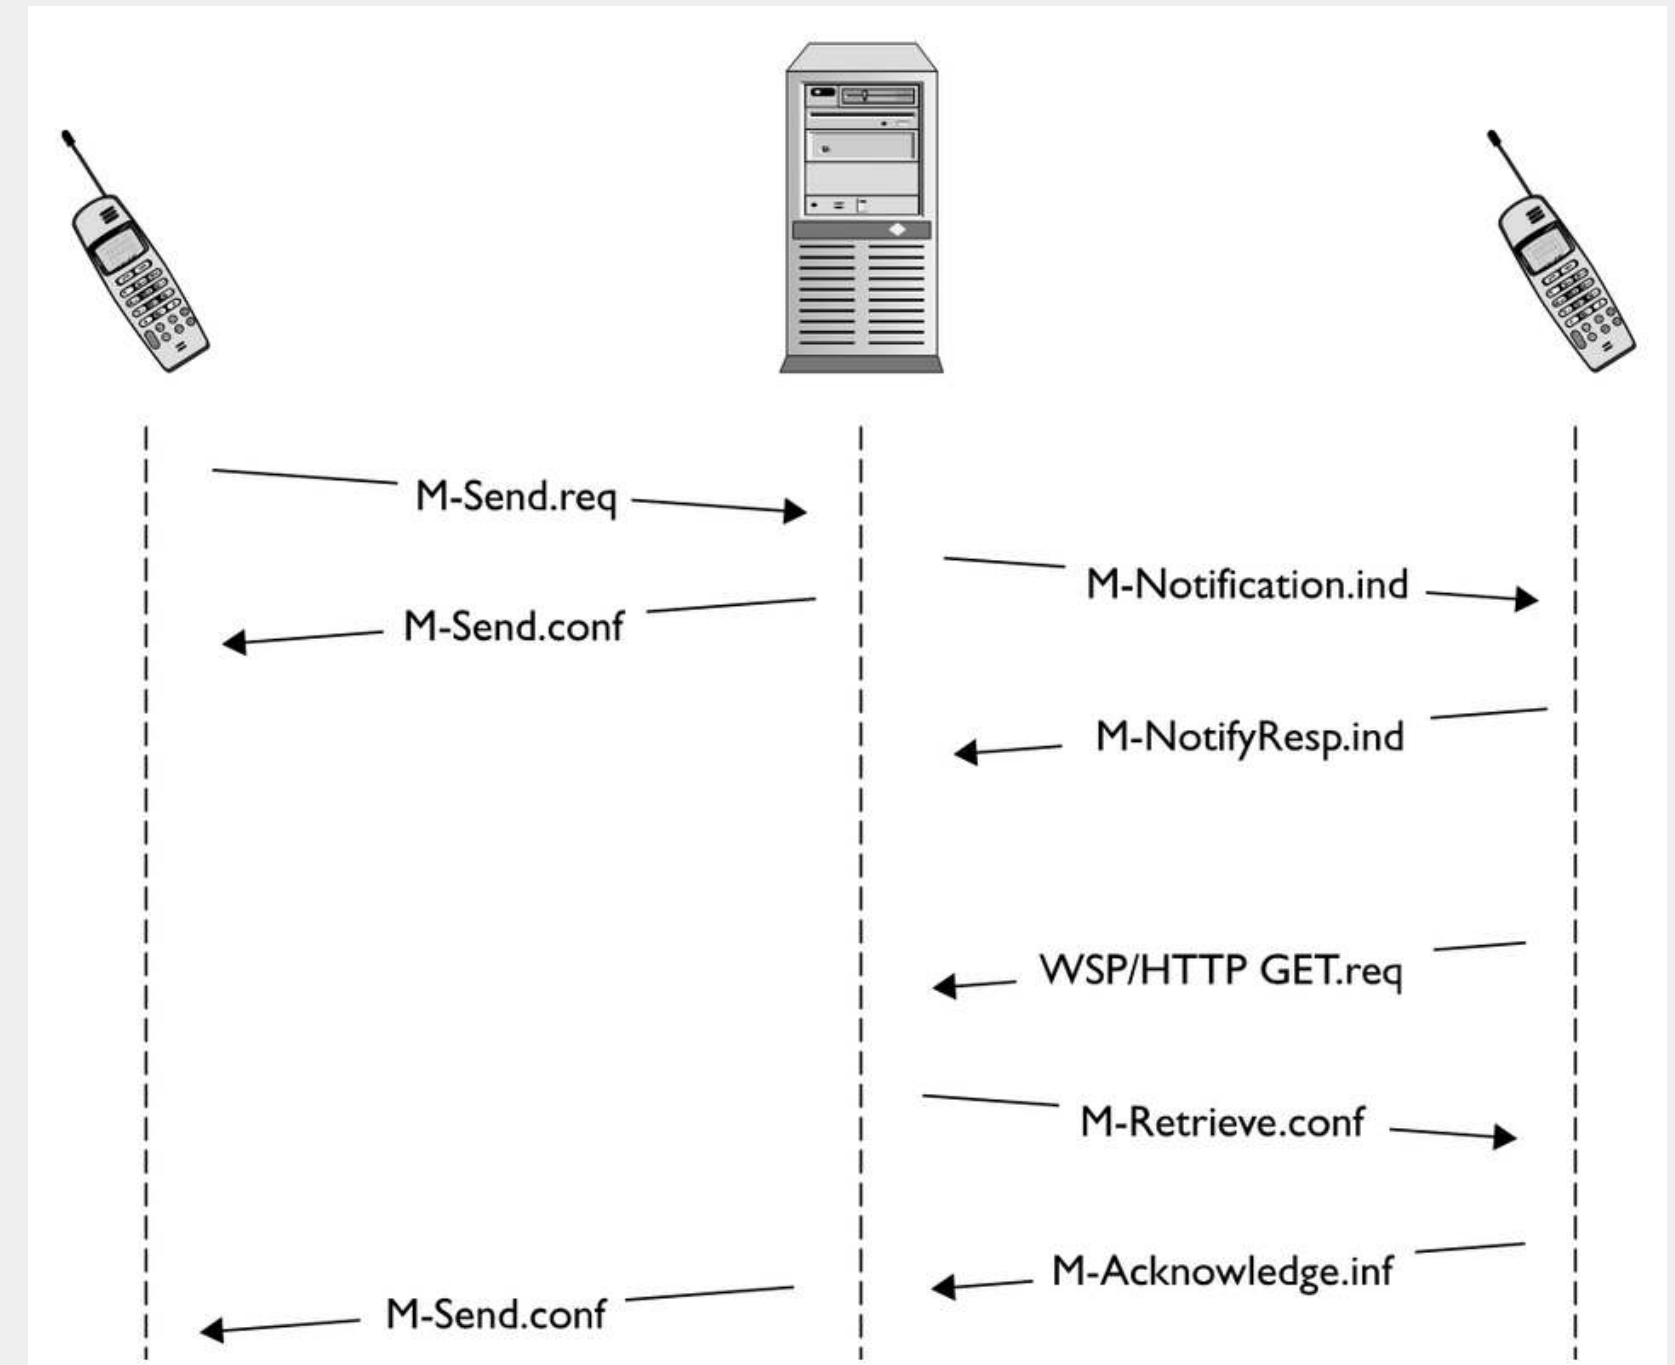 M-Send.req
M-Notification.ind
M-Send.conf
M-NotifyResp.ind
WSP/HTTP GET.req
M-Retrieve.conf
M-Acknowledge.inf
M-Send.conf